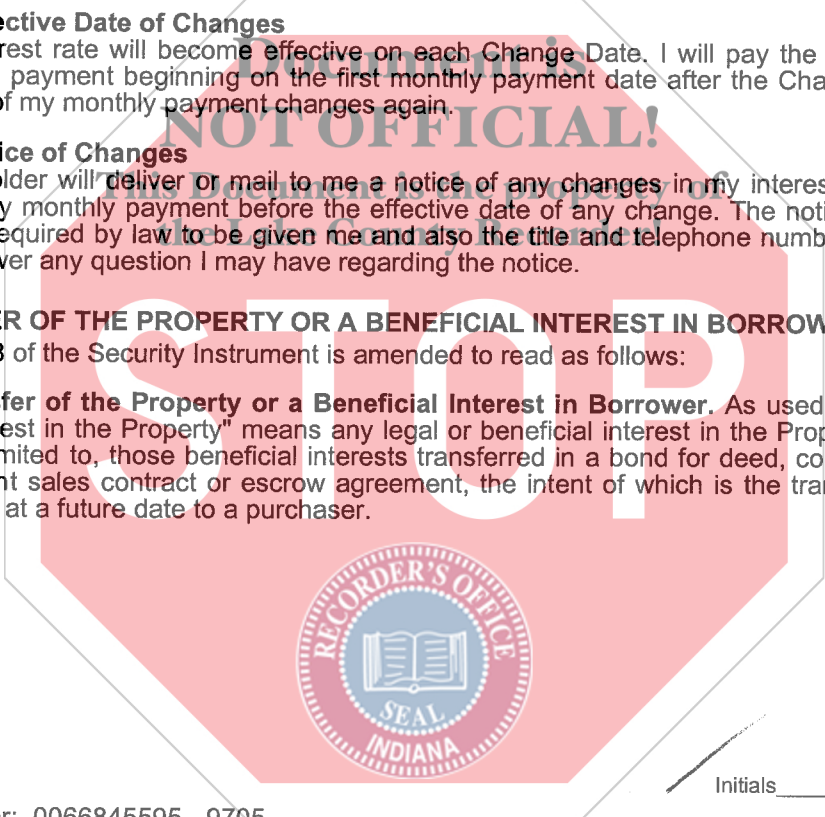 ective Date of Changes
rest rate will become effective on each Change Date. I will pay the
payment beginning on the first monthly payment date after the Cha
of my monthly payment changes again.
ice of Changes
older will deliver or mail to me a notice of any changes in my interes
y monthly payment before the effective date of any change. The noti
equired by law to be given me and also the title and telephone numb
ver any question I may have regarding the notice.
ER OF THE PROPERTY OR A BENEFICIAL INTEREST IN BORROW
8 of the Security Instrument is amended to read as follows:
fer of the Property or a Beneficial Interest in Borrower. As used
est in the Property" means any legal or beneficial interest in the Prop
mited to, those beneficial interests transferred in a bond for deed, co
nt sales contract or escrow agreement, the intent of which is the tra
at a future date to a purchaser.
Document is
NOT OFFICIAL!
This Document is the property of
the Lake County Recorder!
STOP
RECORDER'S OFFICE
SEAL
INDIANA
Initials
er: 0066845595 - 9705